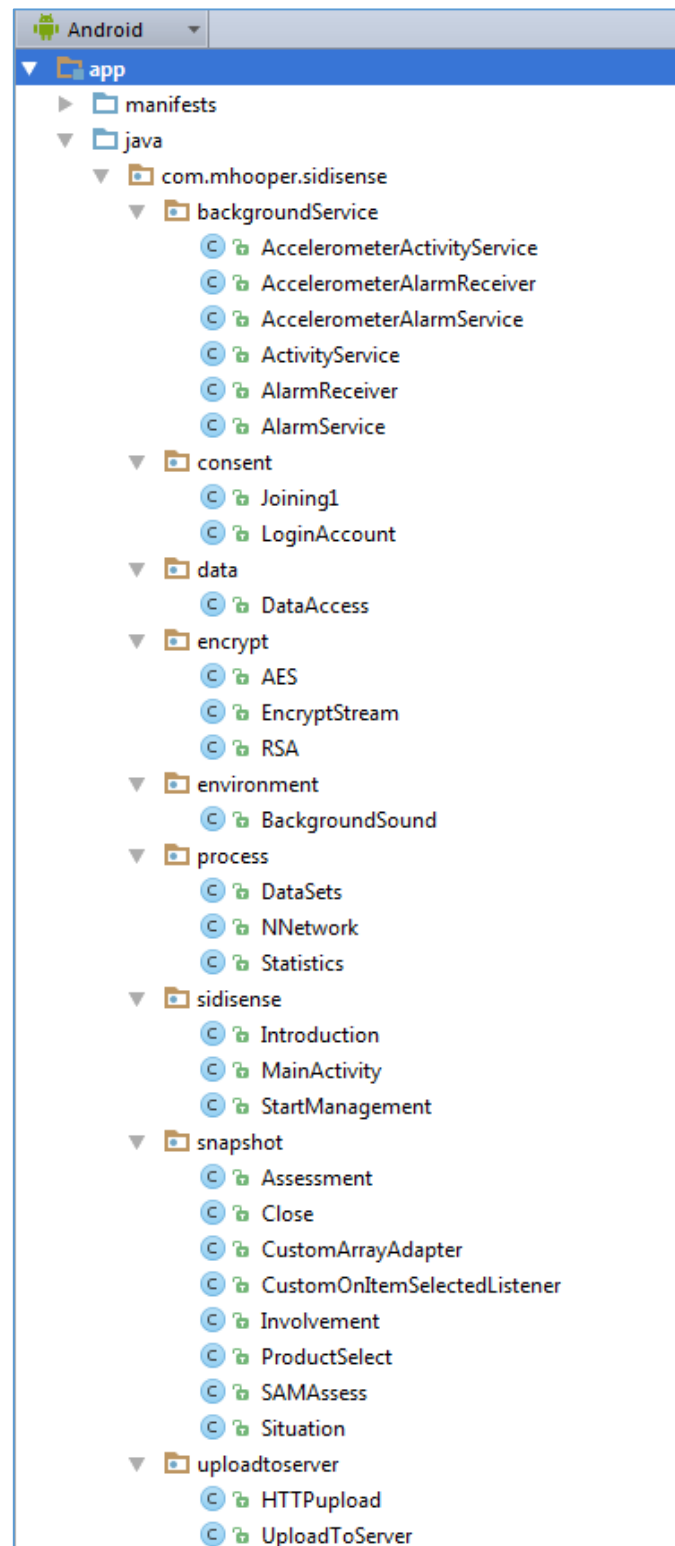 Android
app
manifests
java
com.mhooper.sidisense
backgroundService
AccelerometerActivityService
AccelerometerAlarmReceiver
AccelerometerAlarmService
ActivityService
AlarmReceiver
AlarmService
consent
Joining1
LoginAccount
data
DataAccess
encrypt
AES
EncryptStream
RSA
environment
BackgroundSound
process
DataSets
NNetwork
Statistics
sidisense
Introduction
MainActivity
StartManagement
snapshot
Assessment
Close
CustomArrayAdapter
CustomOnItemSelectedListener
Involvement
ProductSelect
SAMAssess
Situation
uploadtoserver
HTTPupload
UploadToServer